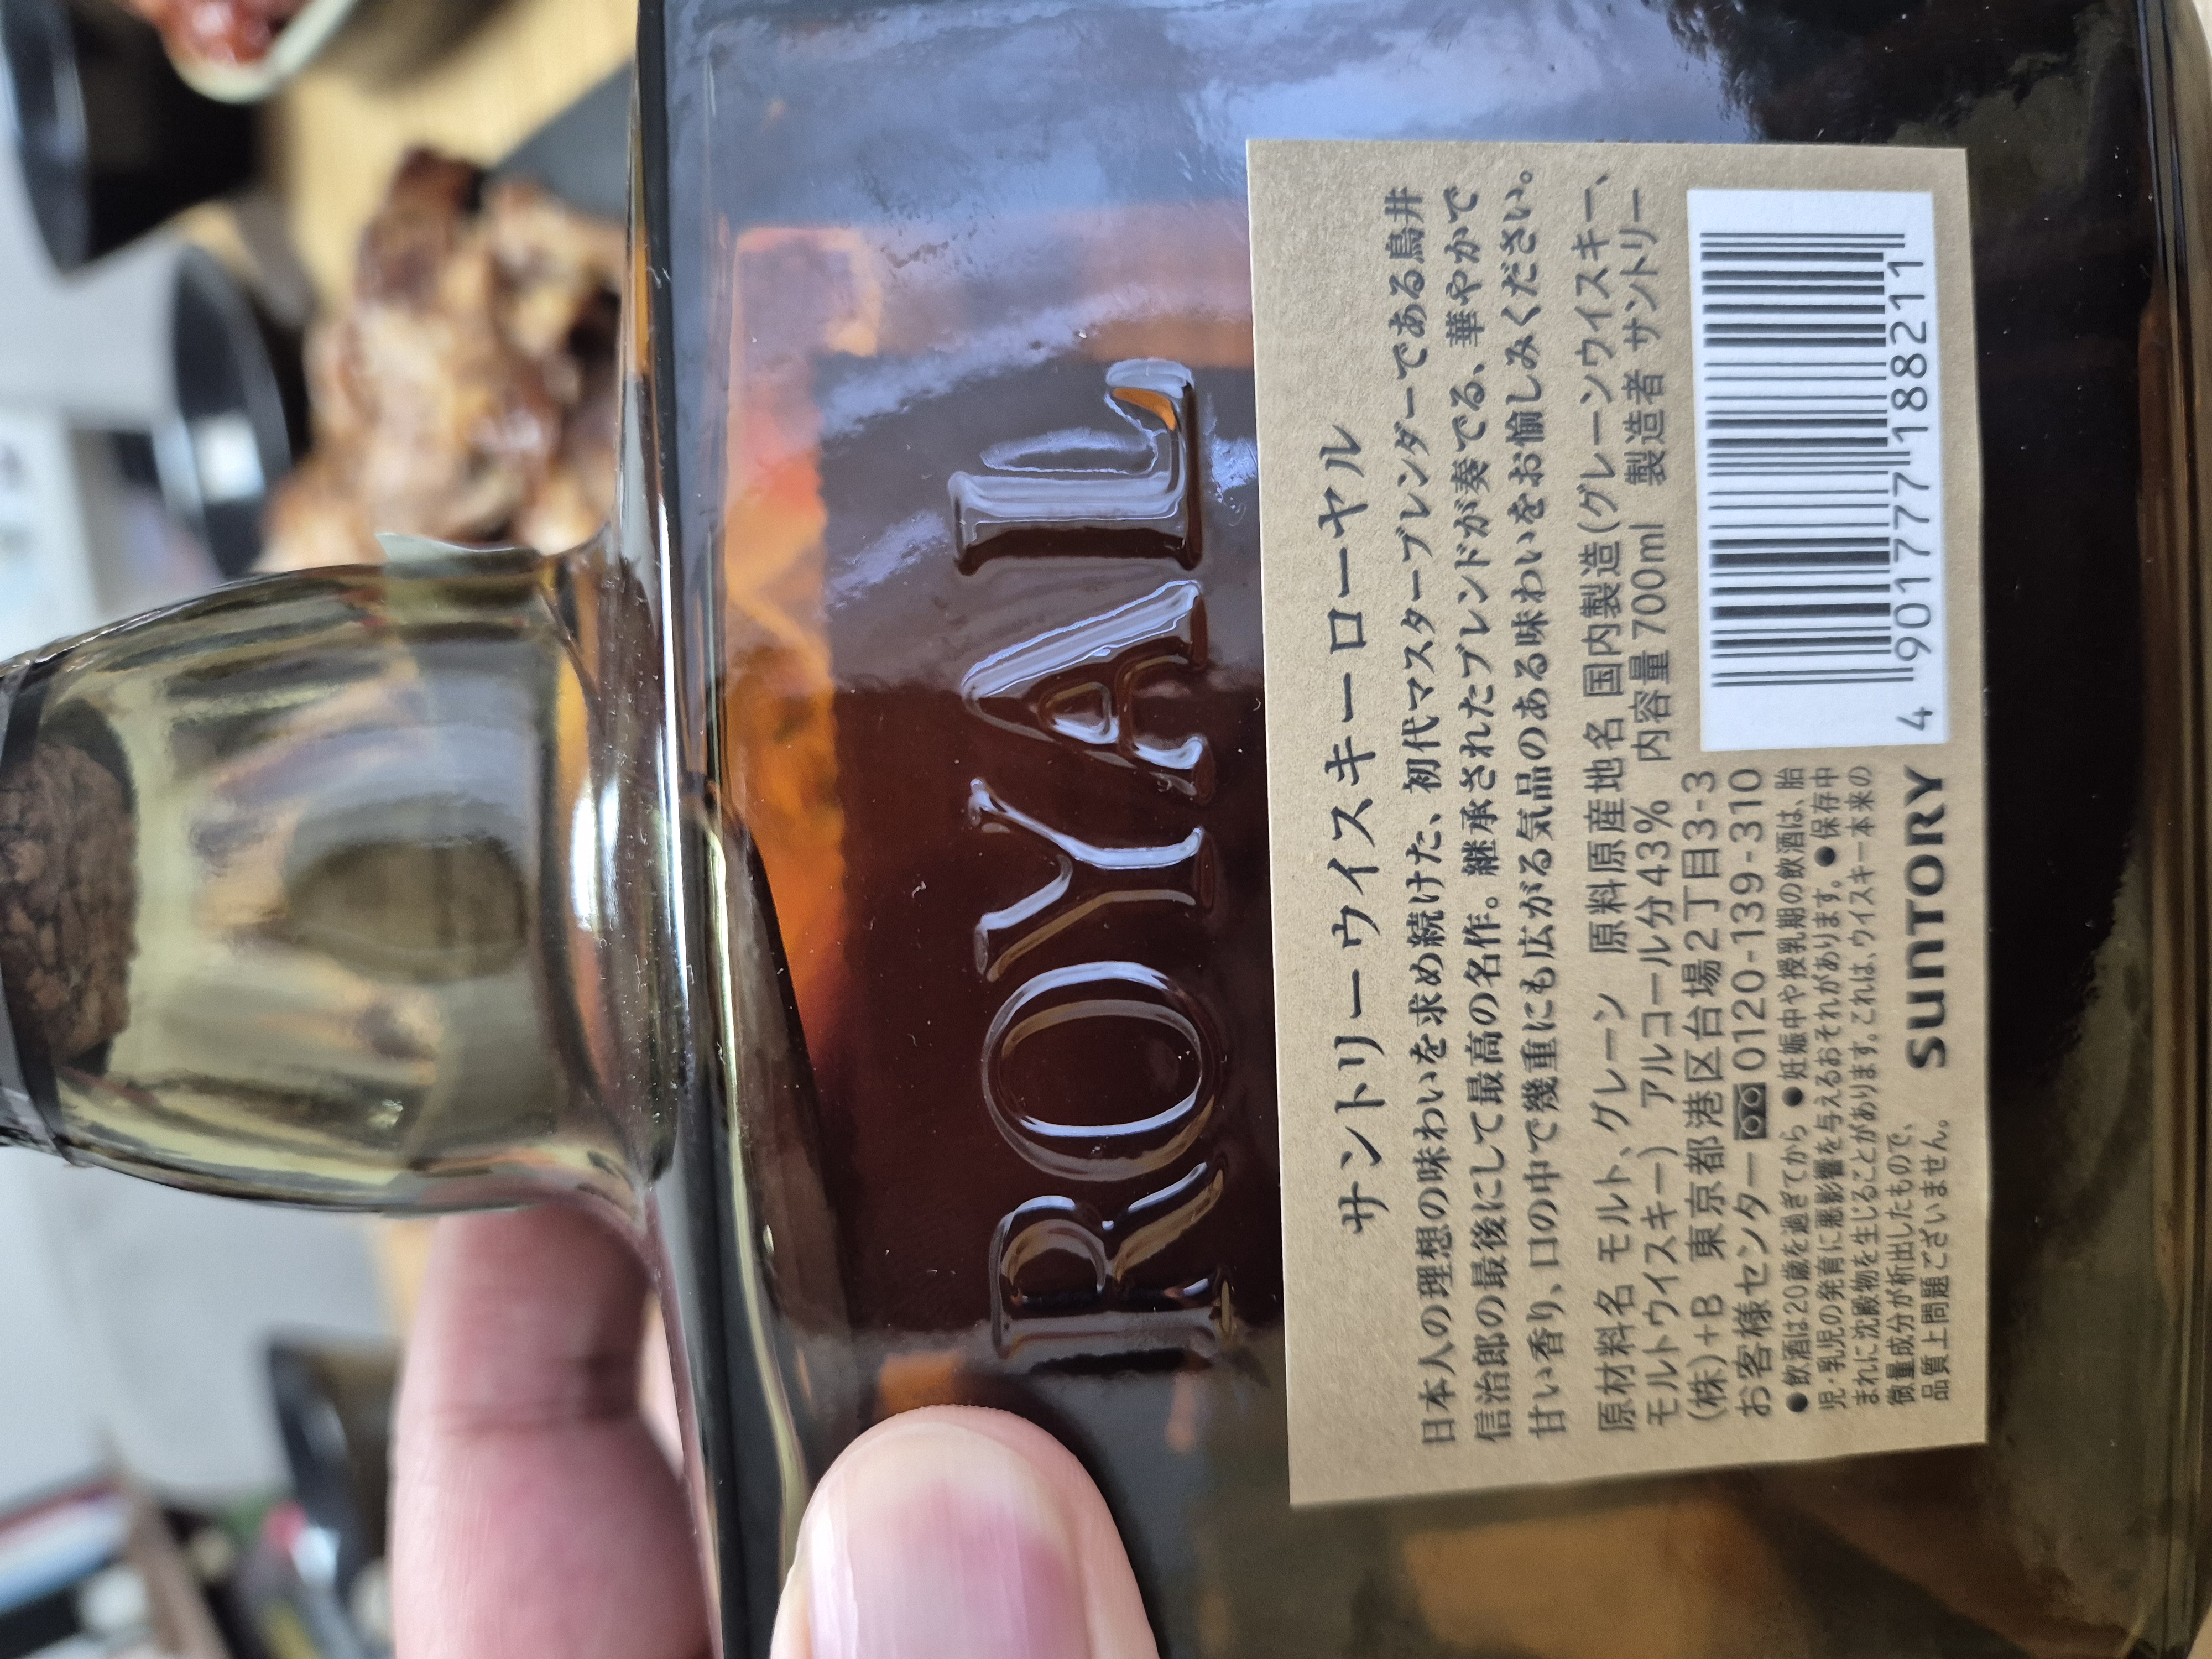 ROYAL
サントリーウイスキーローヤル
日本人の理想の味わいを求め続けた、初代マスターブレンダーである鳥井
信治郎の最後にして最高の名作。継承されたブレンドが奏でる、華やかで
甘い香り、口の中で幾重にも広がる気品のある味わいをお愉しみください。
原材料名 モルト、グレーン 原料原産地名 国内製造(グレーンウイスキー、
モルトウイスキー) アルコール分43% 内容量700ml 製造者 サントリー
(株)+B 東京都港区台場2丁目3-3
お客様センター 0120-139-310
●飲酒は20歳を過ぎてから ●妊娠中や授乳期の飲酒は、胎
児・乳児の発育に悪影響を与えるおそれがあります。●保存中
まれに沈殿物を生じることがあります。これは、ウイスキー本来の
微量成分が析出したもので、
品質上問題ございません。
SUNTORY
4 901777 188211